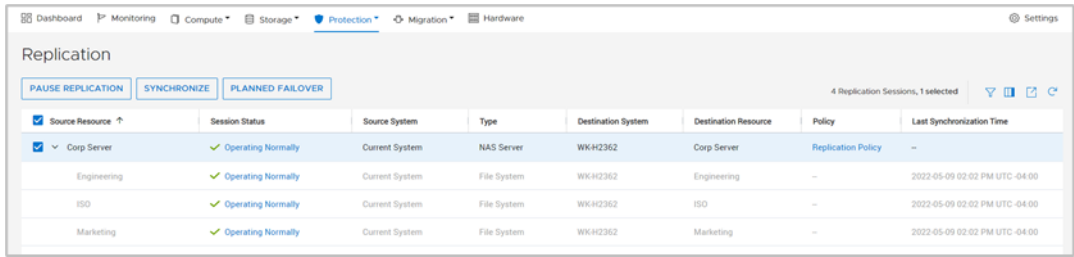 Dashboard Monitoring Compute Storage Protection Migration Hardware Settings
Replication
PAUSE REPLICATION SYNCHRONIZE PLANNED FAILOVER 4 Replication Sessions, 1 selected
Source Resource ↑ Session Status Source System Type Destination System Destination Resource Policy Last Synchronization Time
Corp Server Operating Normally Current System NAS Server WK-H2362 Corp Server Replication Policy –
Engineering Operating Normally Current System File System WK-H2362 Engineering – 2022-05-09 02:02 PM UTC -04:00
ISO Operating Normally Current System File System WK-H2362 ISO – 2022-05-09 02:02 PM UTC -04:00
Marketing Operating Normally Current System File System WK-H2362 Marketing – 2022-05-09 02:02 PM UTC -04:00